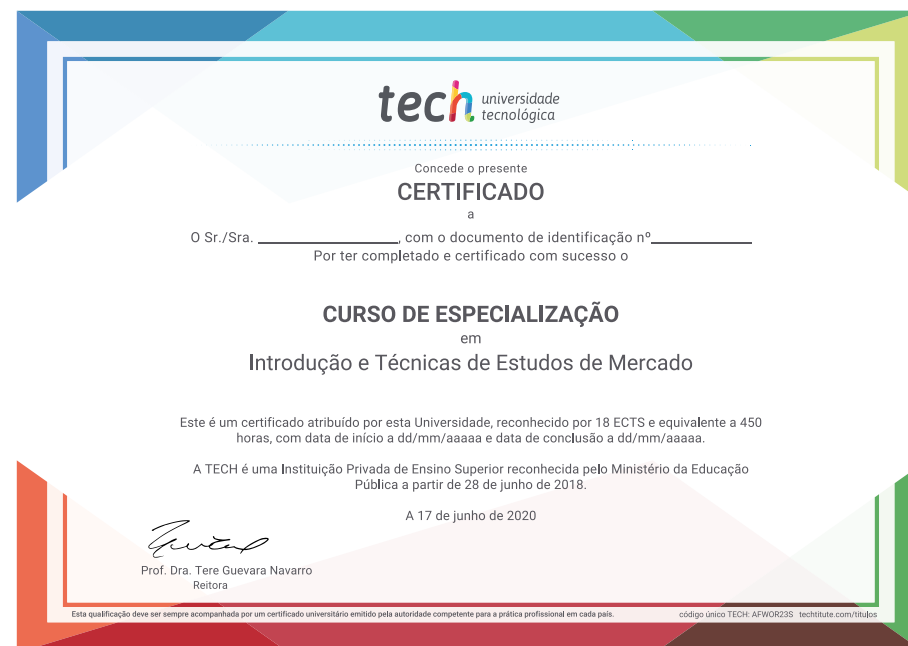 tech universidade
tecnológica
Concede o presente
CERTIFICADO
a
O Sr./Sra. ____________________, com o documento de identificação nº______________
Por ter completado e certificado com sucesso o
CURSO DE ESPECIALIZAÇÃO
em
Introdução e Técnicas de Estudos de Mercado
Este é um certificado atribuído por esta Universidade, reconhecido por 18 ECTS e equivalente a 450
horas, com data de início a dd/mm/aaaaa e data de conclusão a dd/mm/aaaaa.
A TECH é uma Instituição Privada de Ensino Superior reconhecida pelo Ministério da Educação
Pública a partir de 28 de junho de 2018.
A 17 de junho de 2020
Prof. Dra. Tere Guevara Navarro
Reitora
Esta qualificação deve ser sempre acompanhada por um certificado universitário emitido pela autoridade competente para a prática profissional em cada país. código único TECH: AFWOR23S techtitute.com/titulos